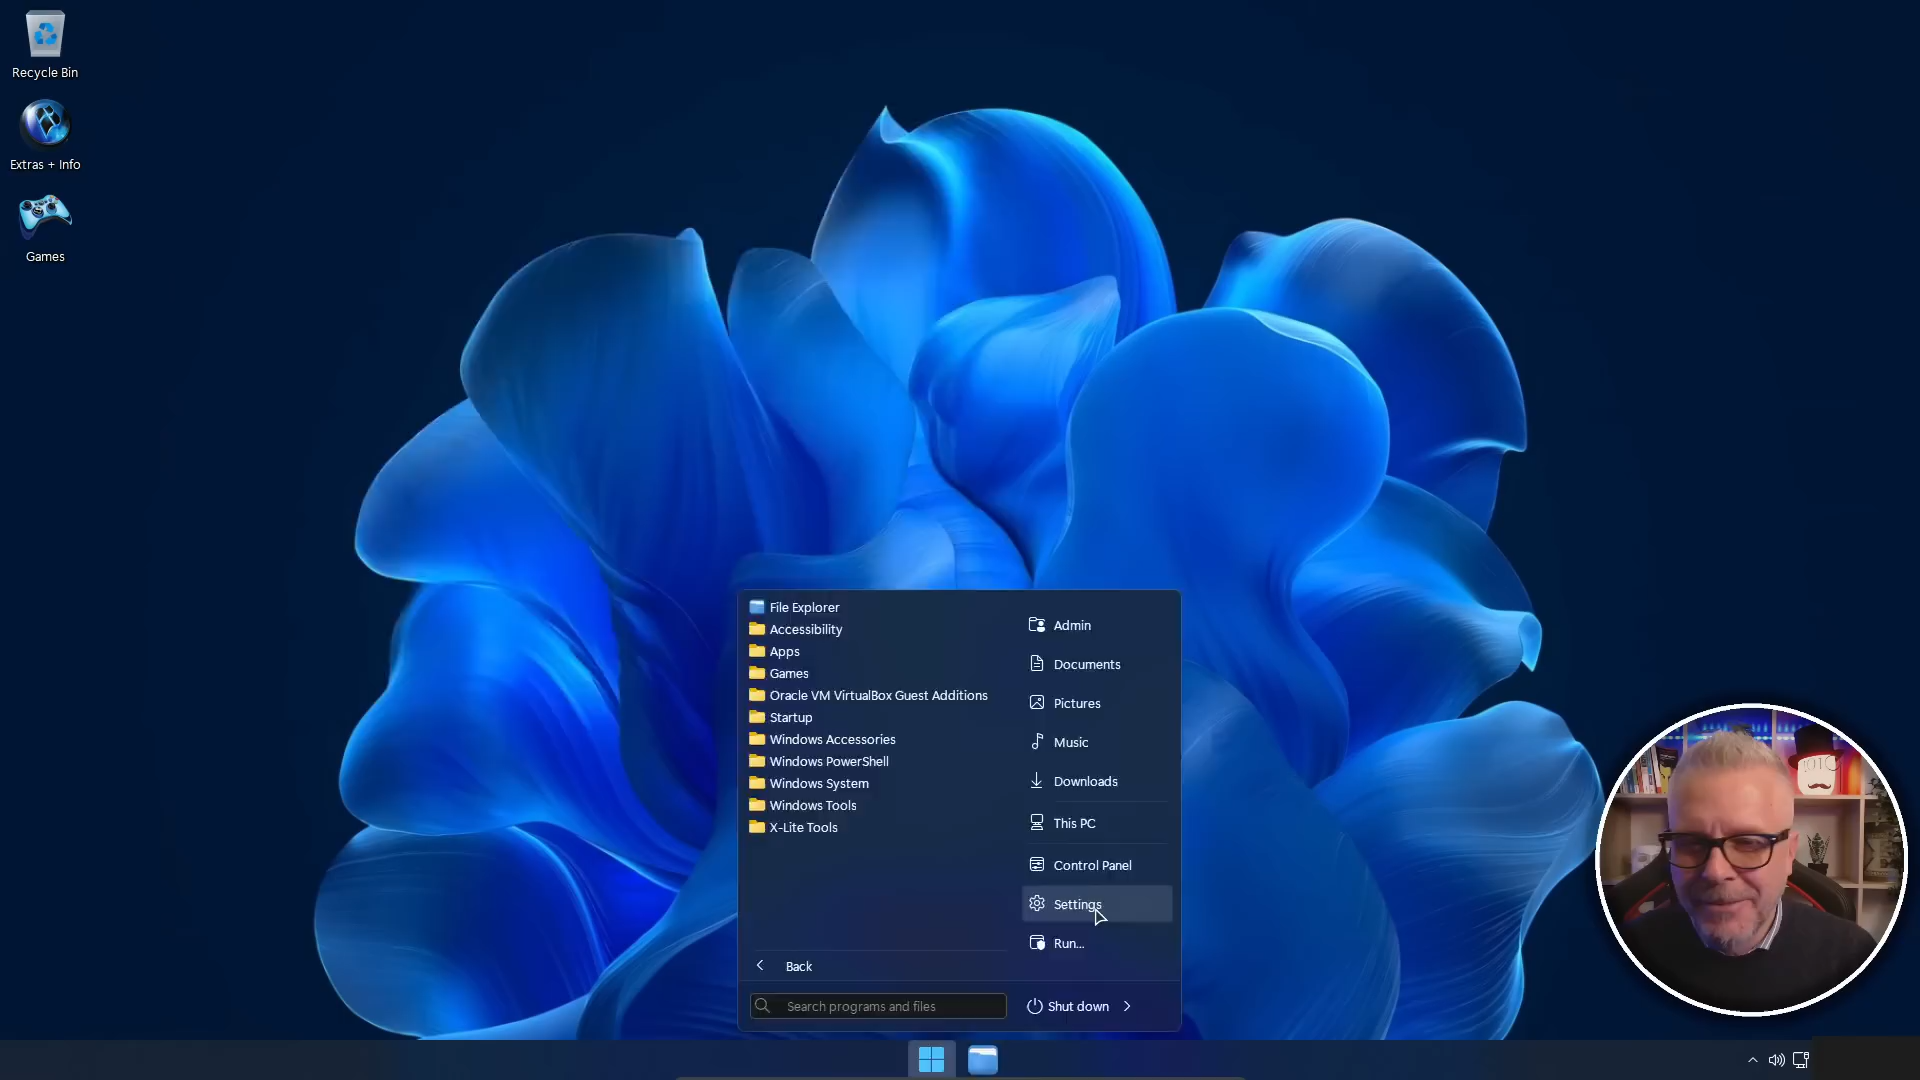 Recycle Bin
Extras + Info
Games
File Explorer
Accessibility
Apps
Games
Oracle VM VirtualBox Guest Additions
Startup
Windows Accessories
Windows PowerShell
Windows System
Windows Tools
X-Lite Tools
Back
Search programs and files
Admin
Documents
Pictures
Music
Downloads
This PC
Control Panel
Settings
Run...
Shut down